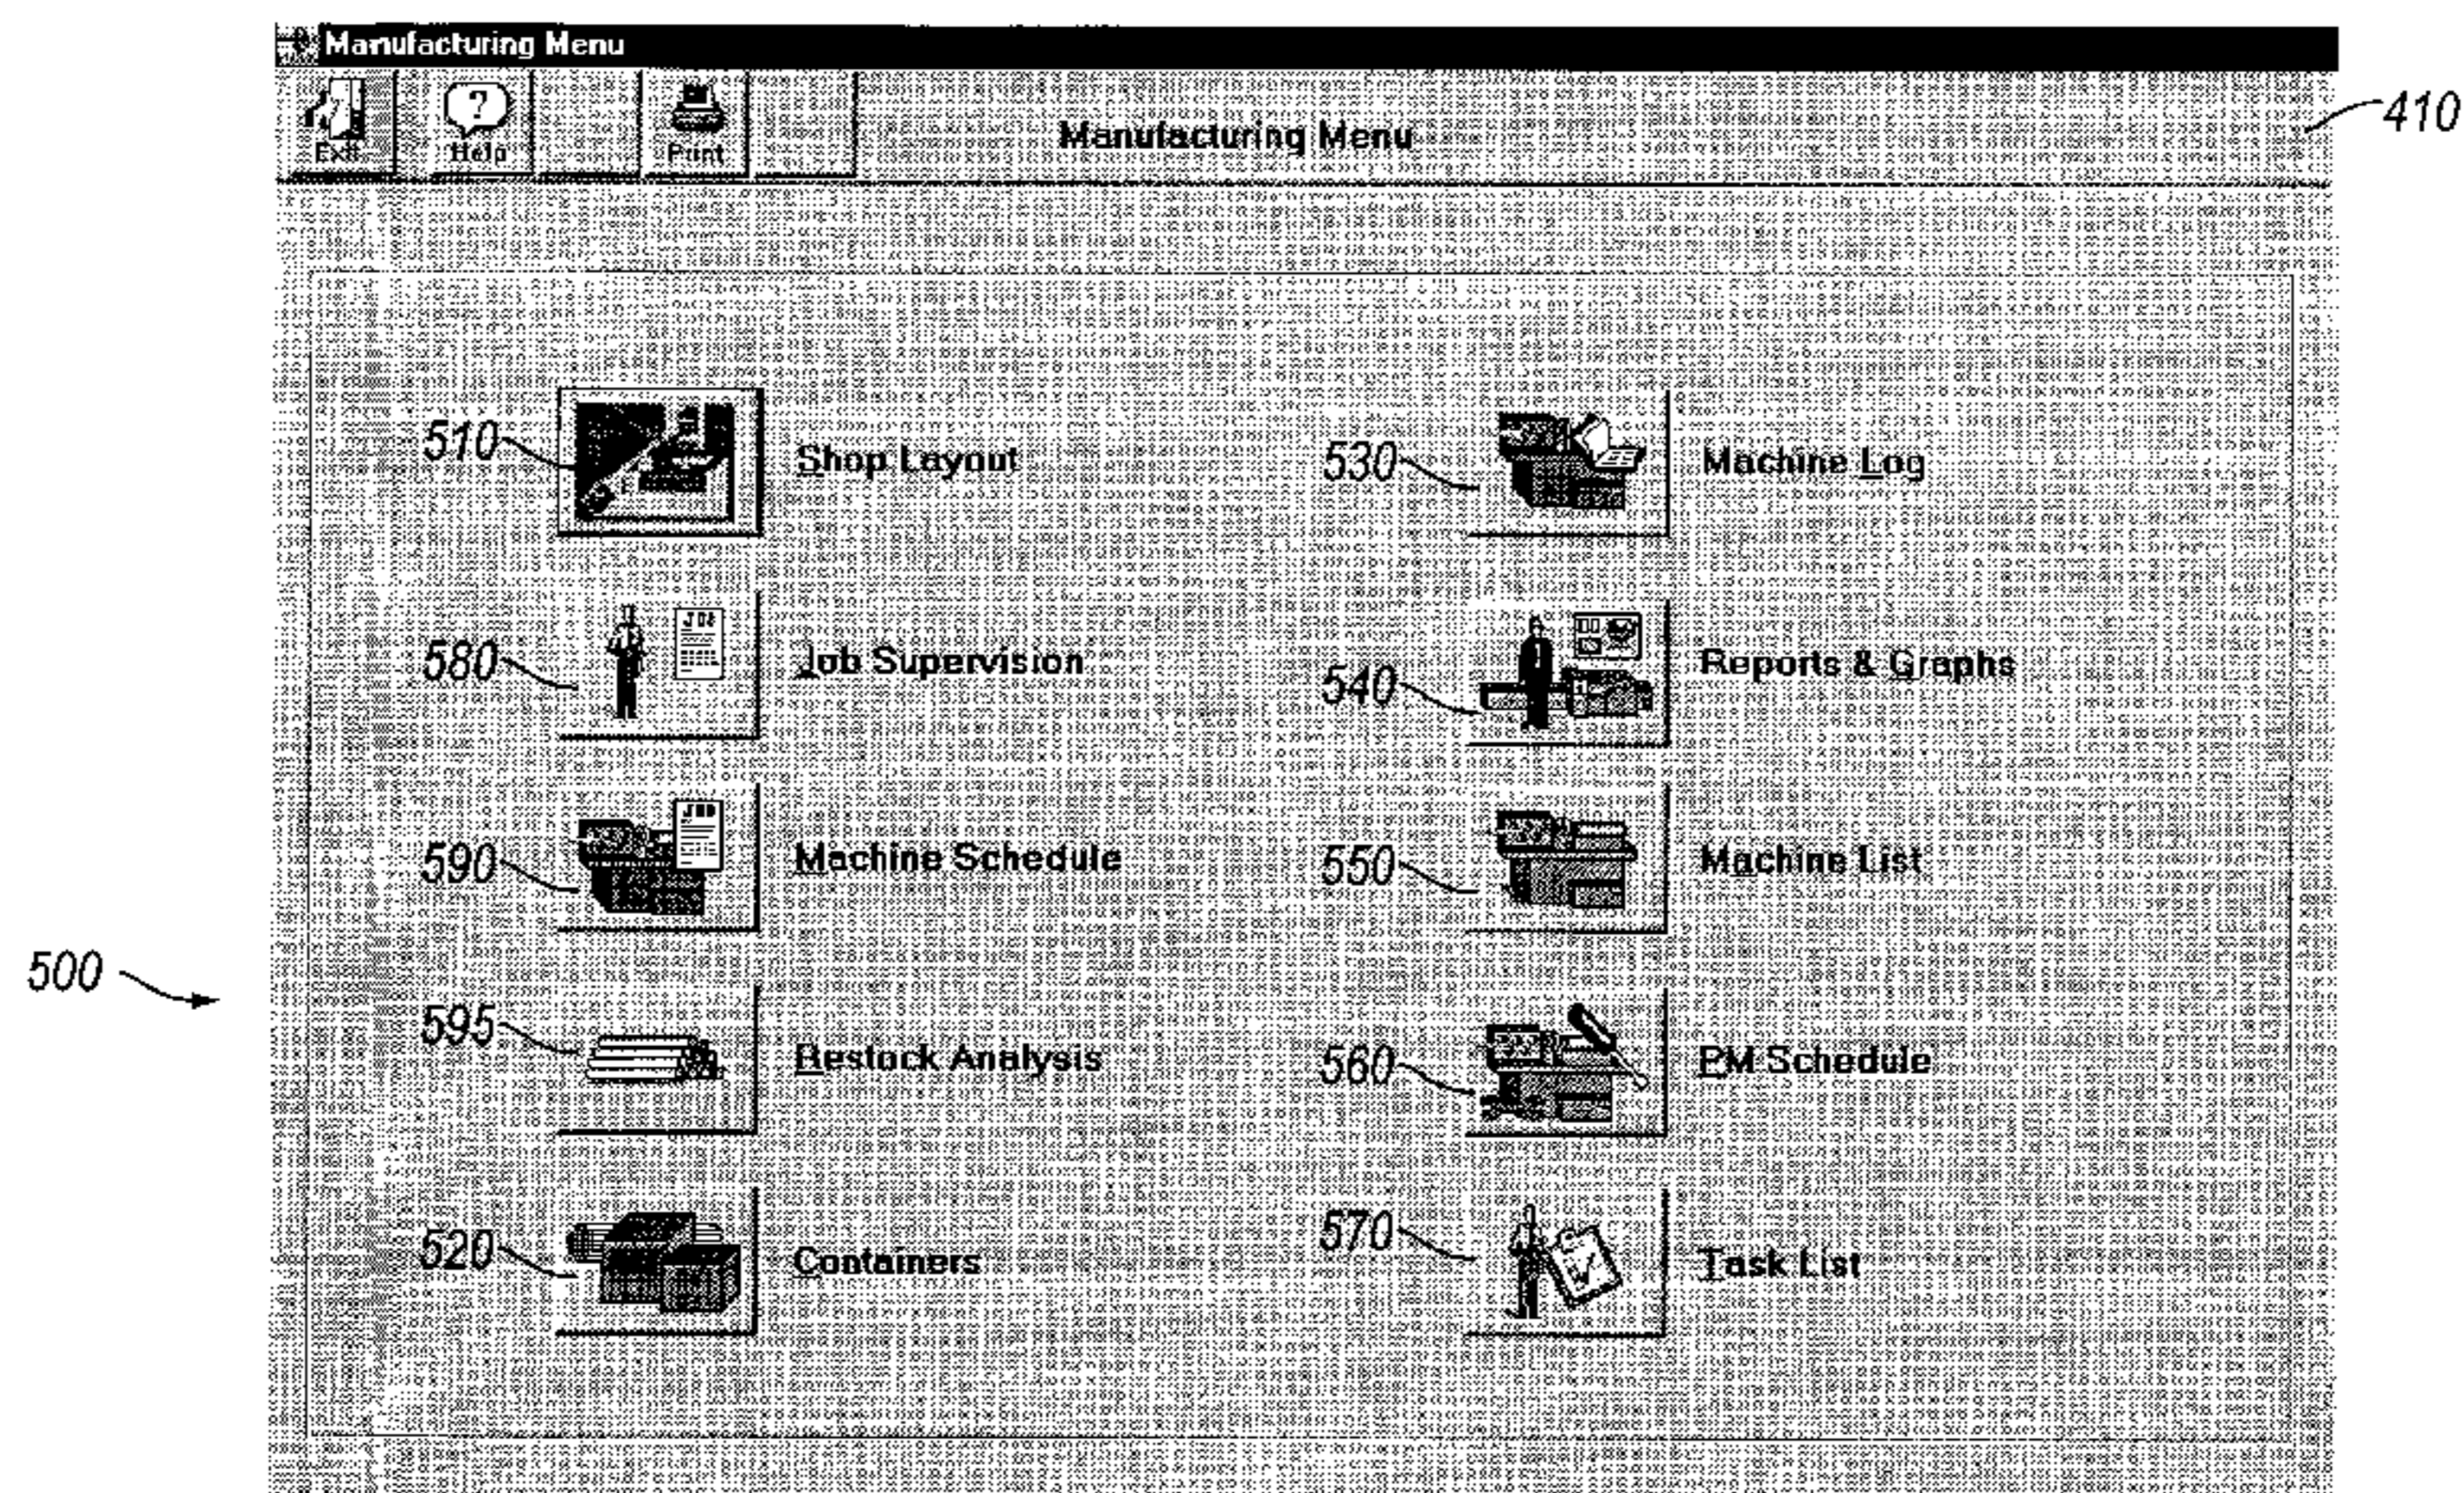 Manufacturing Menu
Exit Help Print Manufacturing Menu 410
510 Shop Layout 530 Machine Log
580 JOB Job Supervision 540 Reports & Graphs
590 JOB Machine Schedule 550 Machine List
500
595 Restock Analysis 560 PM Schedule
520 Containers 570 Task List